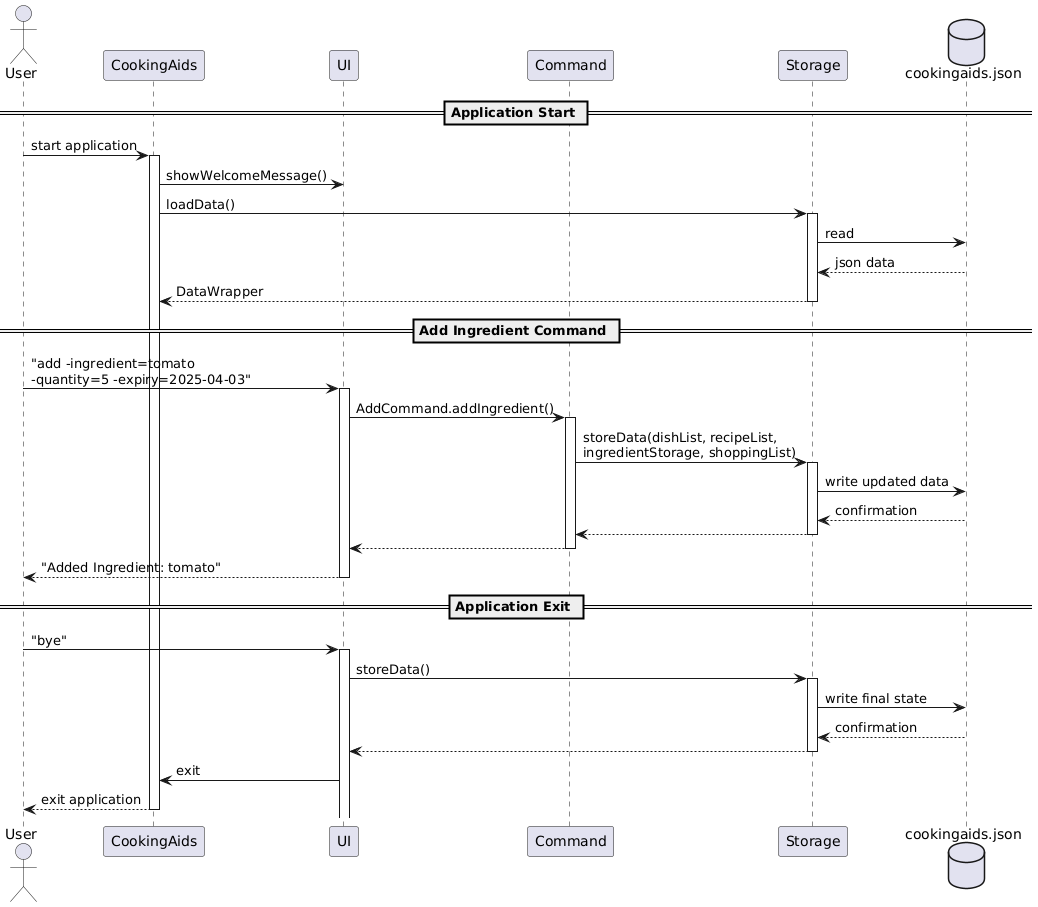 User
CookingAids
UI
Command
Storage
cookingaids.json
Application Start
start application
showWelcomeMessage()
loadData()
read
json data
DataWrapper
Add Ingredient Command
"add -ingredient=tomato
-quantity=5 -expiry=2025-04-03"
AddCommand.addIngredient()
storeData(dishList, recipeList,
ingredientStorage, shoppingList)
write updated data
confirmation
"Added Ingredient: tomato"
Application Exit
"bye"
storeData()
write final state
confirmation
exit
exit application
User
CookingAids
UI
Command
Storage
cookingaids.json